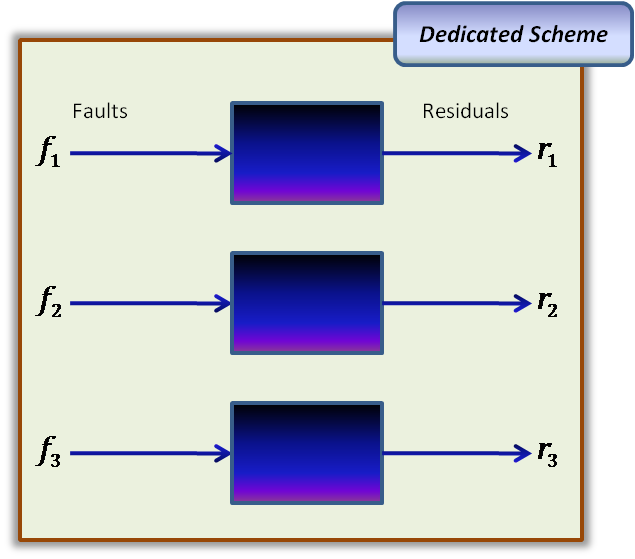 Dedicated Scheme
Faults Residuals
f1 r1
f2 r2
f3 r3